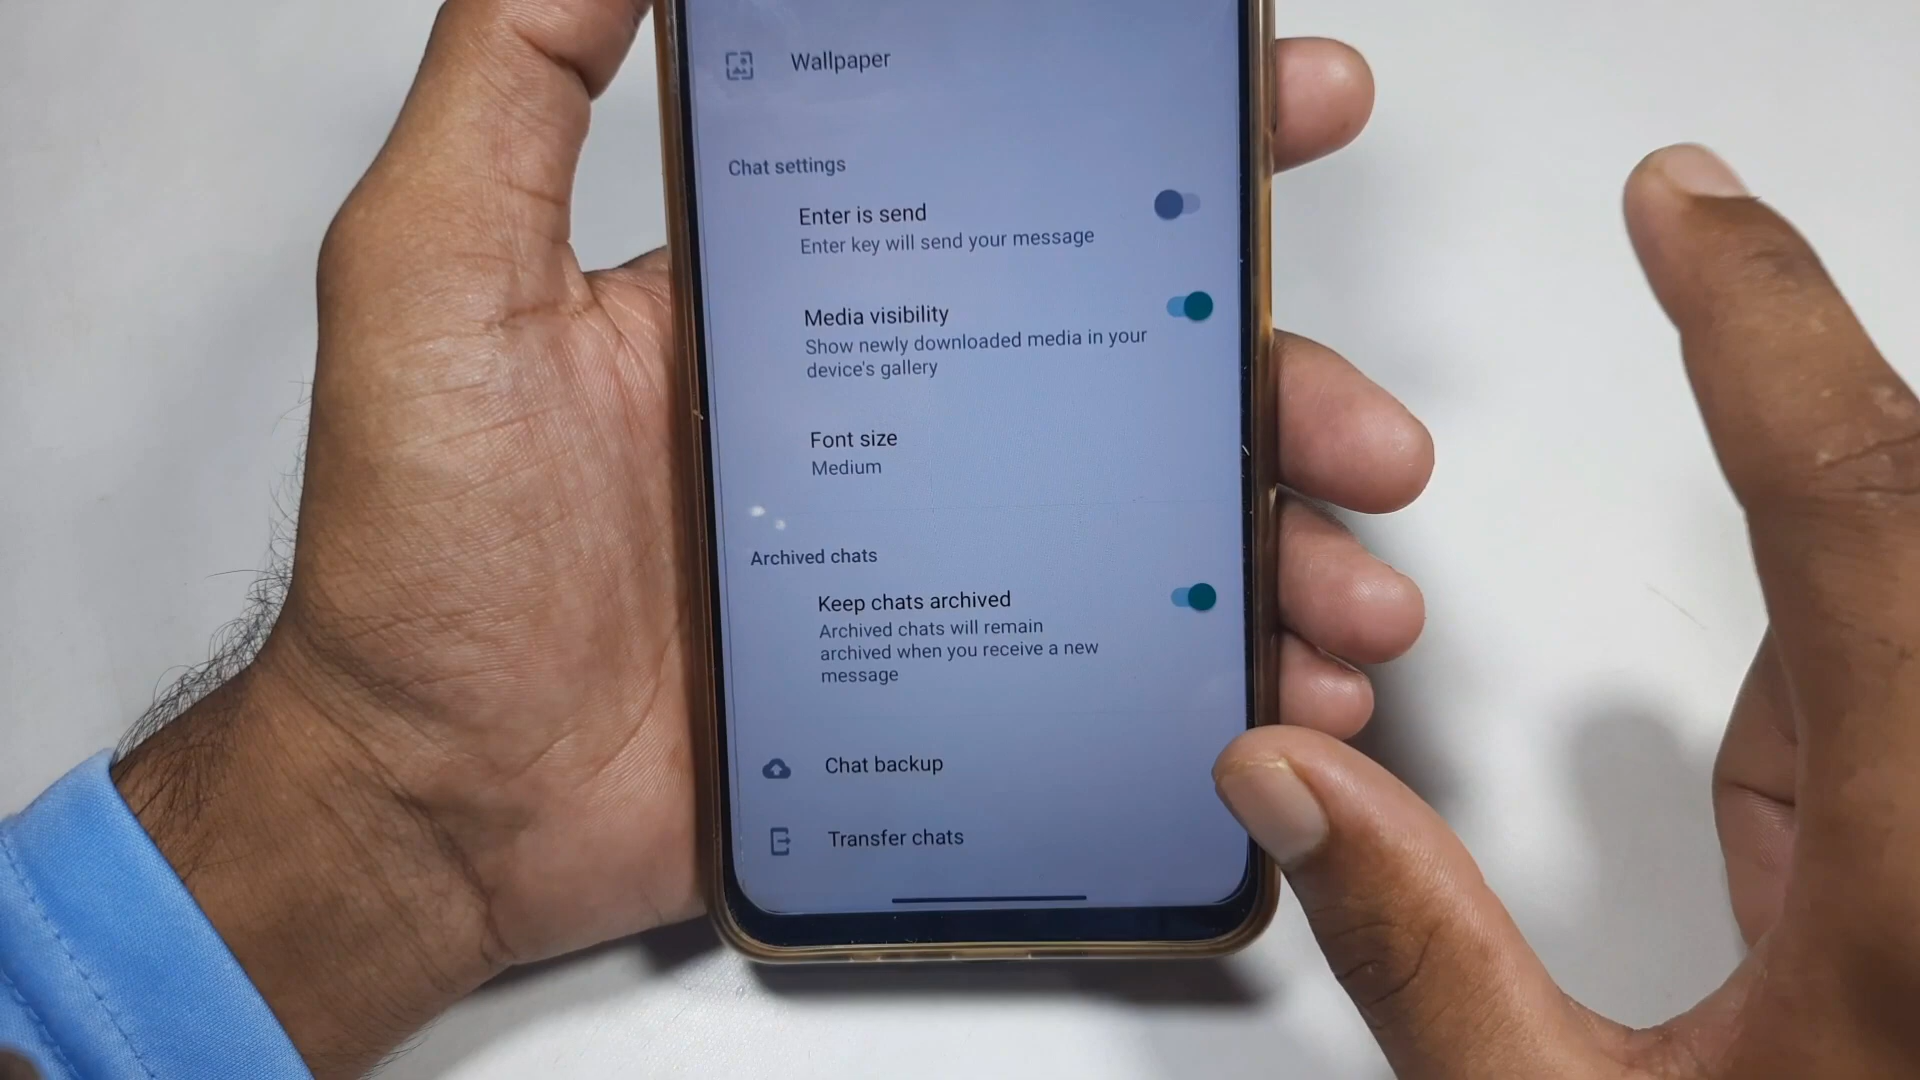 Wallpaper
Chat settings
Enter is send
Enter key will send your message
Media visibility
Show newly downloaded media in your
device's gallery
Font size
Medium
Archived chats
Keep chats archived
Archived chats will remain
archived when you receive a new
message
Chat backup
Transfer chats